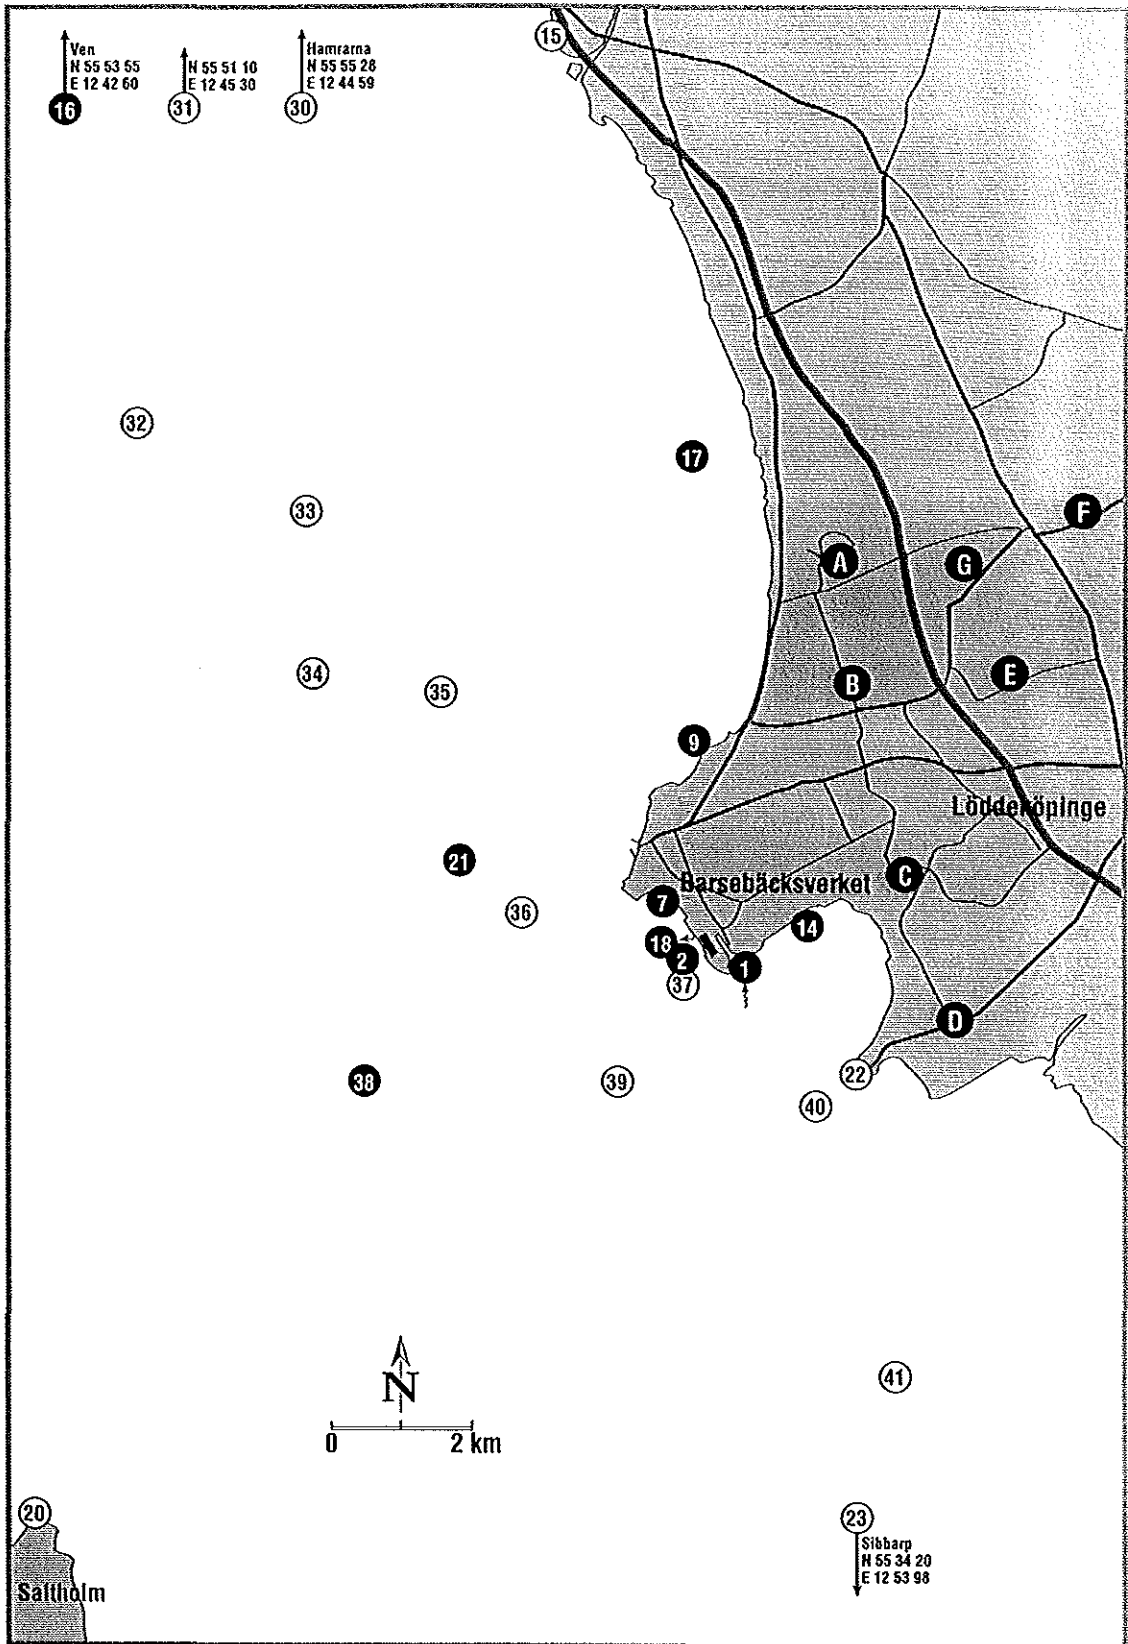 15
Ven
N 55 53 55
E 12 42 60
16
N 55 51 10
E 12 45 30
31
Hamrarna
N 55 55 28
E 12 44 59
30
32
17
33
F
A
G
34
35
B
E
9
Löddeköpinge
21
Barsebäcksverket
C
7
36
14
18
2
1
37
D
22
38
39
40
N
0
2 km
41
20
Saltholm
23
Sibbarp
N 55 34 20
E 12 53 98